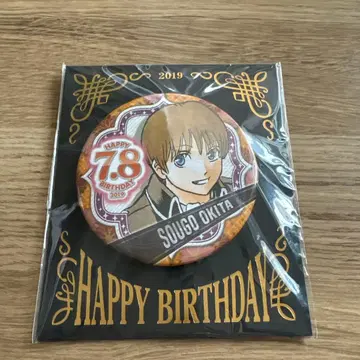 2019
HAPPY
7.8
BIRTHDAY
2019
SOUGO OKITA
HAPPY BIRTHDAY